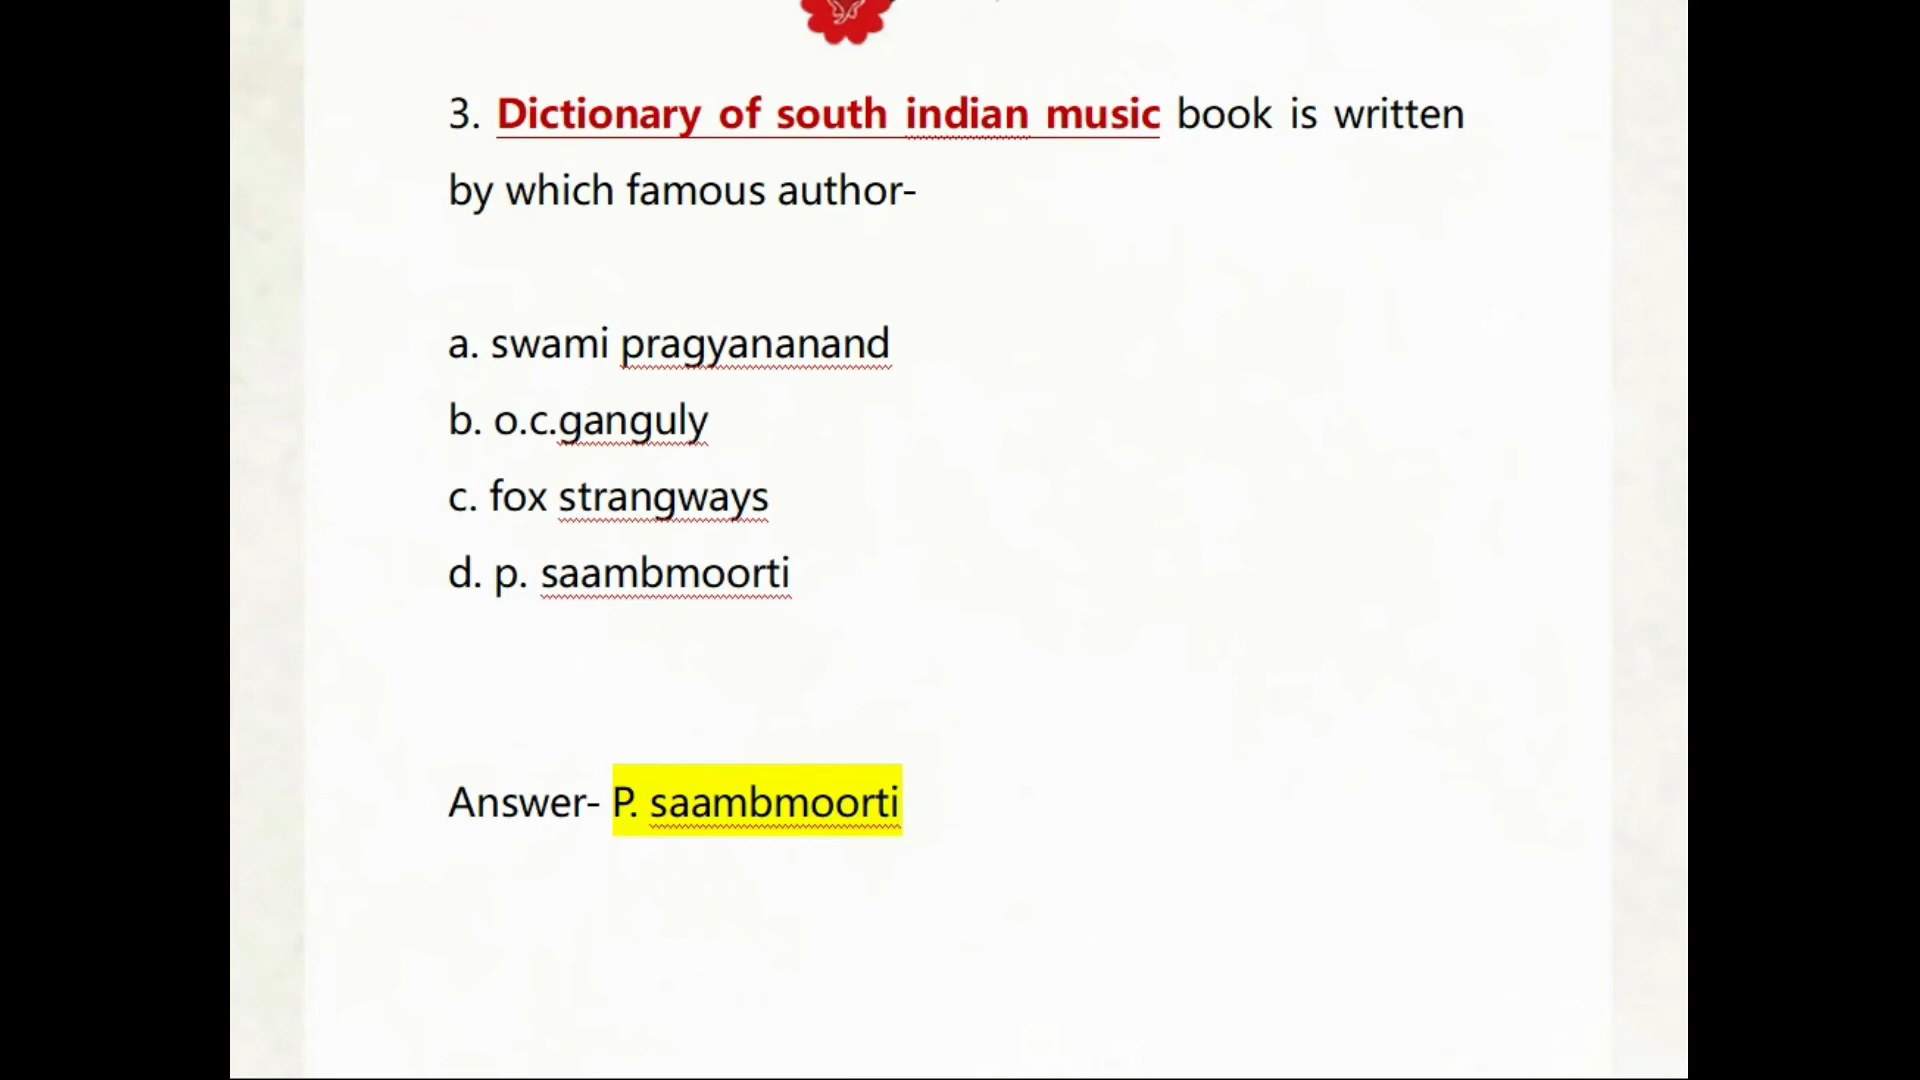 3. Dictionary of south indian music book is written
by which famous author-
a. swami pragyananand
b. o.c.ganguly
c. fox strangways
d. p. saambmoorti
Answer- P. saambmoorti